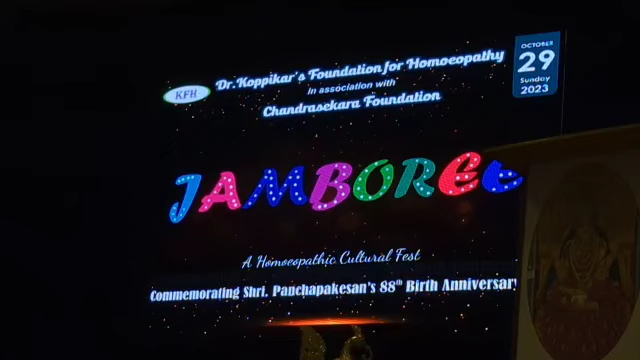 KFH
Dr.Koppikar's Foundation for Homoeopathy
in association with
Chandrasekara Foundation
OCTOBER
29
Sunday
2023
JAMBOREE
A Homoeopathic Cultural Fest
Commemorating Shri. Panchapakesan's 88th Birth Anniversary